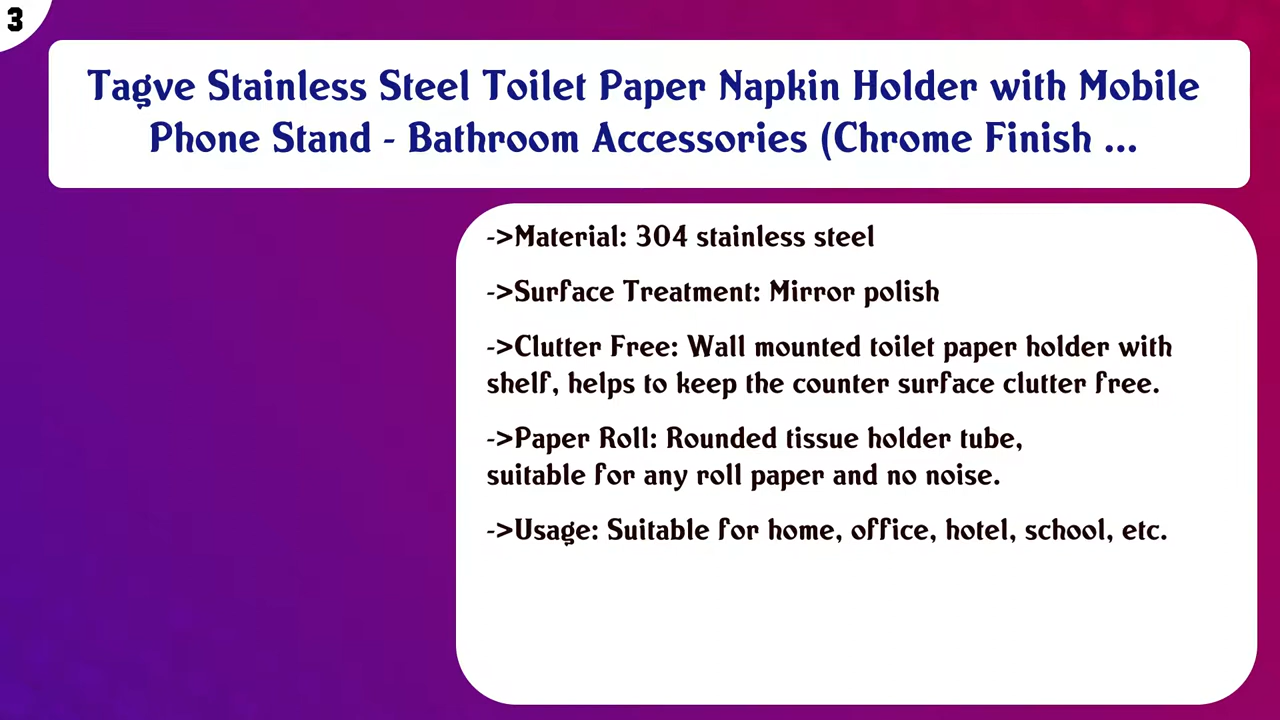 3
Tagve Stainless Steel Toilet Paper Napkin Holder with Mobile
Phone Stand - Bathroom Accessories (Chrome Finish ...
->Material: 304 stainless steel
->Surface Treatment: Mirror polish
->Clutter Free: Wall mounted toilet paper holder with
shelf, helps to keep the counter surface clutter free.
->Paper Roll: Rounded tissue holder tube,
suitable for any roll paper and no noise.
->Usage: Suitable for home, office, hotel, school, etc.